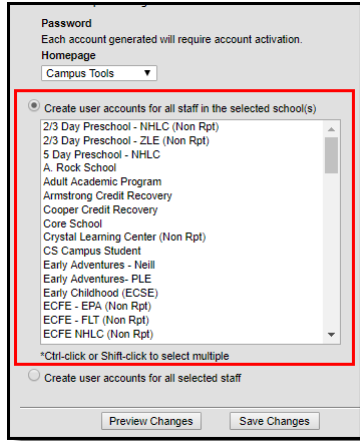 Password
Each account generated will require account activation.
Homepage
Campus Tools
Create user accounts for all staff in the selected school(s)
2/3 Day Preschool - NHLC (Non Rpt)
2/3 Day Preschool - ZLE (Non Rpt)
5 Day Preschool - NHLC
A. Rock School
Adult Academic Program
Armstrong Credit Recovery
Cooper Credit Recovery
Core School
Crystal Learning Center (Non Rpt)
CS Campus Student
Early Adventures - Neill
Early Adventures- PLE
Early Childhood (ECSE)
ECFE - EPA (Non Rpt)
ECFE - FLT (Non Rpt)
ECFE NHLC (Non Rpt)
*Ctrl-click or Shift-click to select multiple
Create user accounts for all selected staff
Preview Changes Save Changes